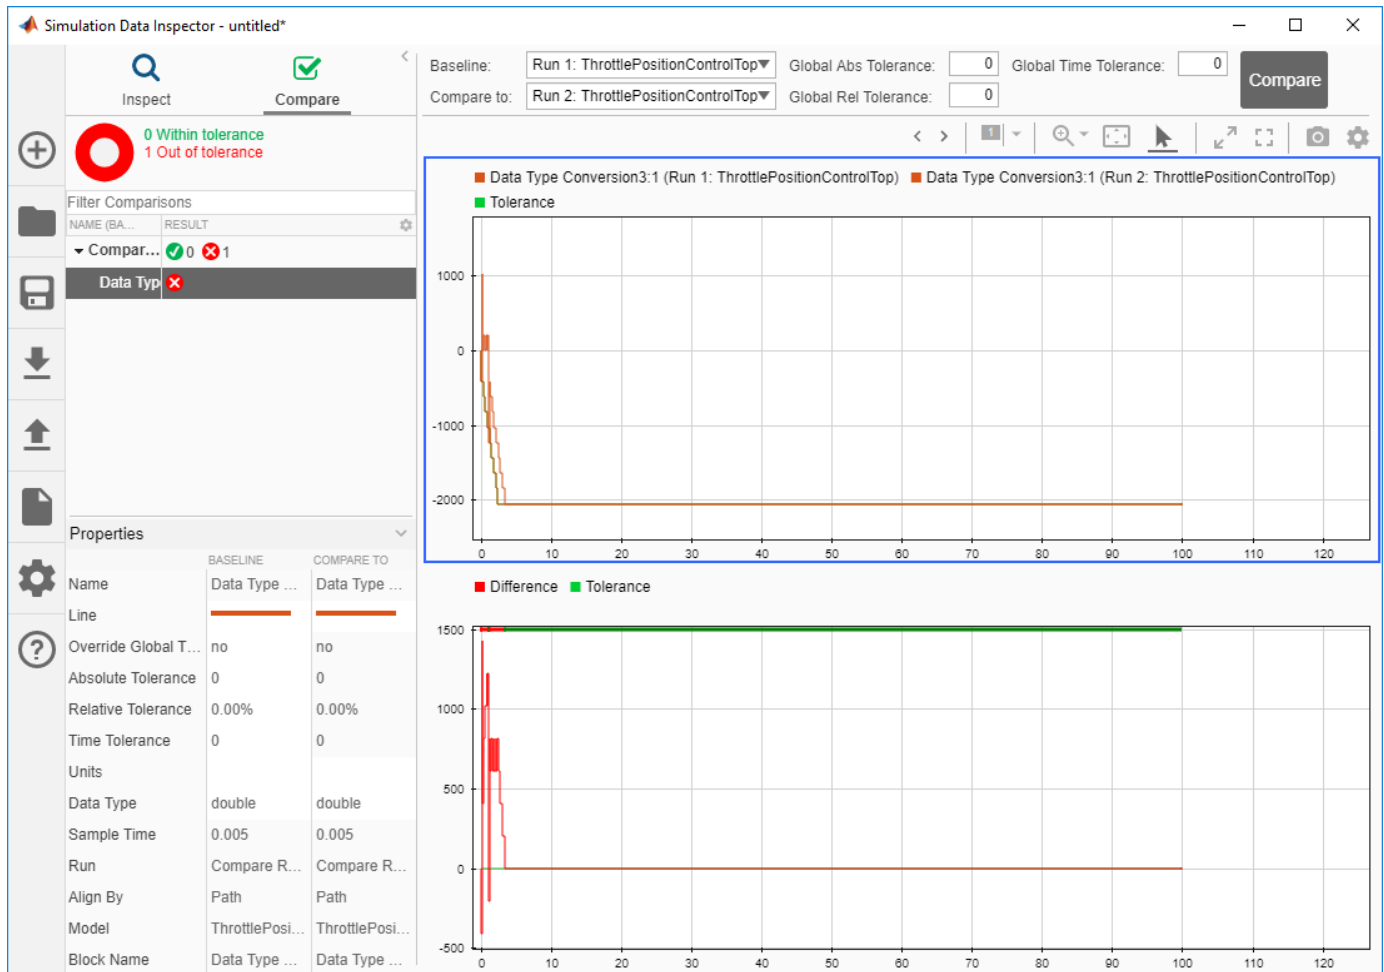 Simulation Data Inspector - untitled*
Inspect
Compare
Baseline:
Run 1: ThrottlePositionControlTop
Global Abs Tolerance:
0
Global Time Tolerance:
0
Compare
Compare to:
Run 2: ThrottlePositionControlTop
Global Rel Tolerance:
0
0 Within tolerance
1 Out of tolerance
Filter Comparisons
NAME (BA...
RESULT
Compar...
0
1
Data Typ
1
Data Type Conversion3:1 (Run 1: ThrottlePositionControlTop)
Data Type Conversion3:1 (Run 2: ThrottlePositionControlTop)
Tolerance
1000
0
-1000
-2000
0 10 20 30 40 50 60 70 80 90 100 110 120
Properties
BASELINE COMPARE TO
Name Data Type ... Data Type ...
Line
Override Global T... no no
Absolute Tolerance 0 0
Relative Tolerance 0.00% 0.00%
Time Tolerance 0 0
Units
Data Type double double
Sample Time 0.005 0.005
Run Compare R... Compare R...
Align By Path Path
Model ThrottlePosi... ThrottlePosi...
Block Name Data Type ... Data Type ...
Difference
Tolerance
1500
1000
500
0
-500
0 10 20 30 40 50 60 70 80 90 100 110 120